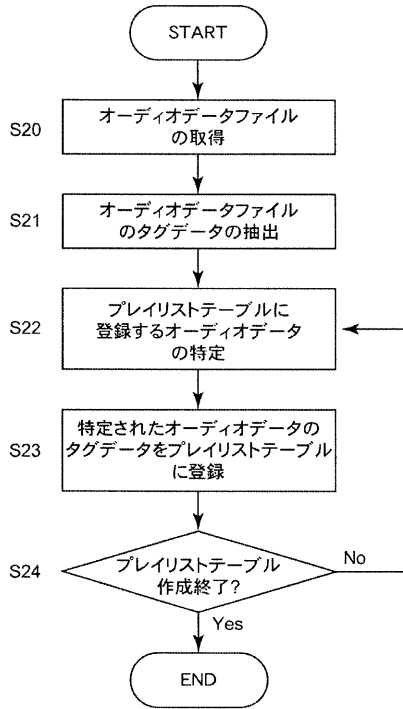 START
S20
オーディオデータファイル
の取得
S21
オーディオデータファイル
のタグデータの抽出
S22
プレイリストテーブルに
登録するオーディオデータ
の特定
S23
特定されたオーディオデータの
タグデータをプレイリストテーブル
に登録
S24
プレイリストテーブル
作成終了?
No
Yes
END